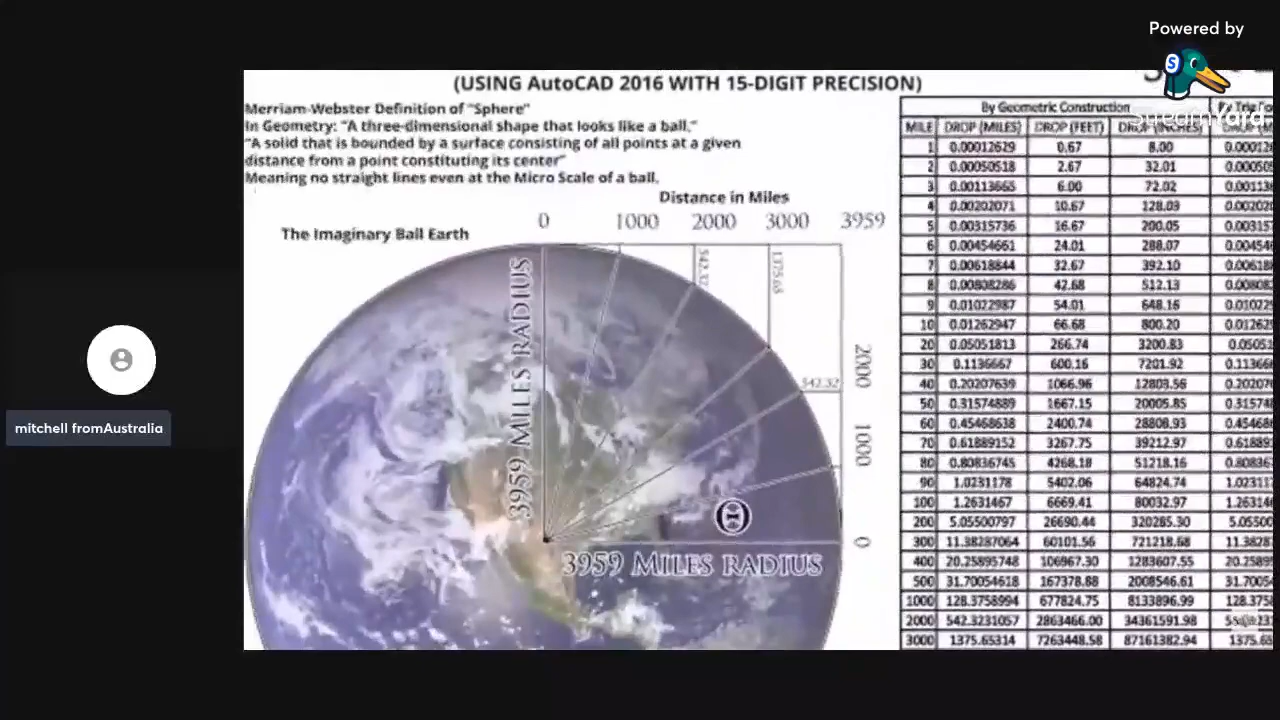 Powered by
StreamYard
(USING AutoCAD 2016 WITH 15-DIGIT PRECISION)
Merriam-Webster Definition of "Sphere"
In Geometry: "A three-dimensional shape that looks like a ball."
"A solid that is bounded by a surface consisting of all points at a given
distance from a point constituting its center"
Meaning no straight lines even at the Micro Scale of a ball.
Distance in Miles
0 1000 2000 3000 3959
The Imaginary Ball Earth
3959 MILES RADIUS
542.32
1375.65
2000
542.32
1000
Θ
0
3959 MILES RADIUS
mitchell fromAustralia
By Geometric Construction
MILE DROP (MILES) DROP (FEET) DROP (INCHES)
1 0.00012629 0.67 8.00
2 0.00050518 2.67 32.01
3 0.00113665 6.00 72.02
4 0.00202071 10.67 128.03
5 0.00315736 16.67 200.05
6 0.00454661 24.01 288.07
7 0.00618844 32.67 392.10
8 0.00808286 42.68 512.13
9 0.01022987 54.01 648.16
10 0.01262947 66.68 800.20
20 0.05051813 266.74 3200.83
30 0.1136667 600.16 7201.92
40 0.20207639 1066.96 12803.56
50 0.31574889 1667.15 20005.85
60 0.45468638 2400.74 28808.93
70 0.61889152 3267.75 39212.97
80 0.80836745 4268.18 51218.16
90 1.0231178 5402.06 64824.74
100 1.2631467 6669.41 80032.97
200 5.05500797 26690.44 320285.30
300 11.38287064 60101.56 721218.68
400 20.25895748 106967.30 1283607.55
500 31.70054618 167378.88 2008546.61
1000 128.3758994 677824.75 8133896.99
2000 542.3231057 2863466.00 34361591.98
3000 1375.65314 7263448.58 87161382.94